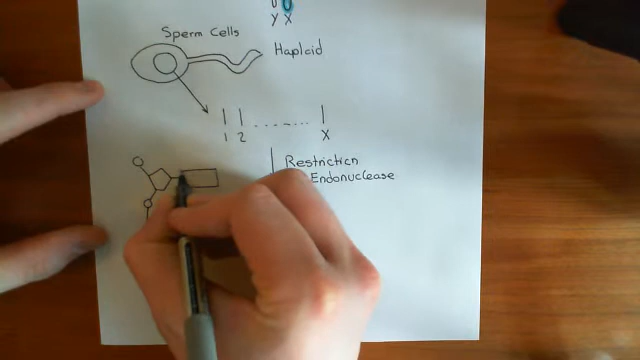 Y X
Sperm Cells
Haploid
1 2 X
Restriction
Endonuclease